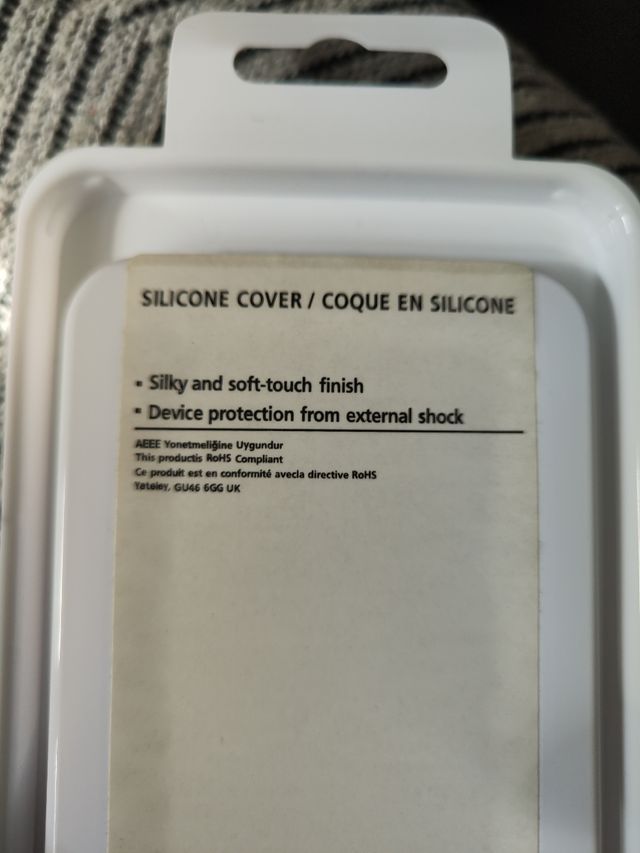 SILICONE COVER / COQUE EN SILICONE
▪ Silky and soft-touch finish
▪ Device protection from external shock
AEEE Yonetmeliğine Uygundur
This productis RoHS Compliant
Ce produit est en conformité avecla directive RoHS
Yateley, GU46 6GG UK